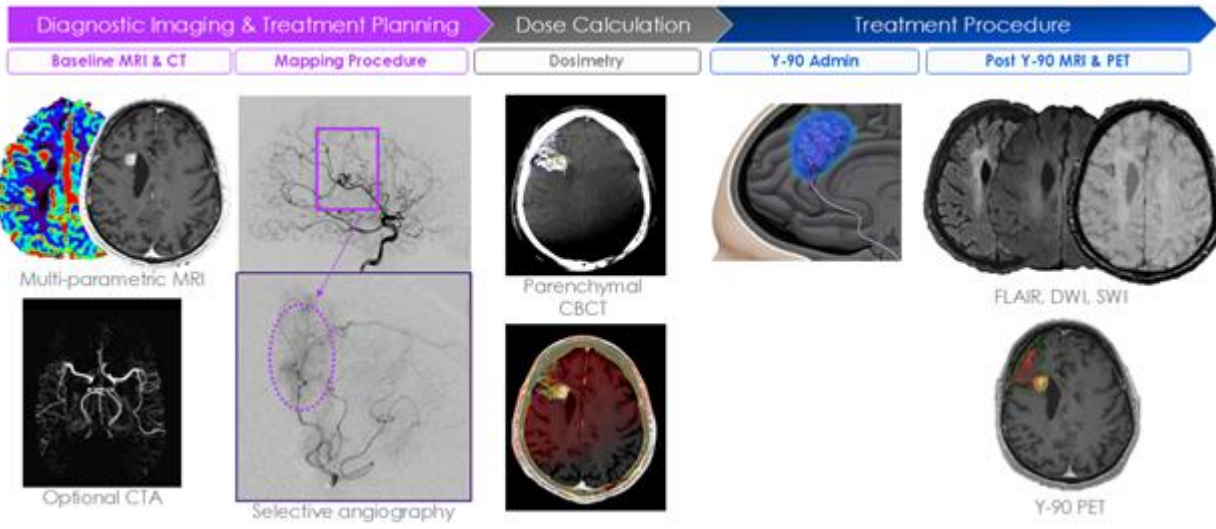 Diagnostic Imaging & Treatment Planning
Dose Calculation
Treatment Procedure
Baseline MRI & CT
Mapping Procedure
Dosimetry
Y-90 Admin
Post Y-90 MRI & PET
Multi-parametric MRI
Optional CTA
Selective angiography
Parenchymal
CBCT
FLAIR, DWI, SWI
Y-90 PET